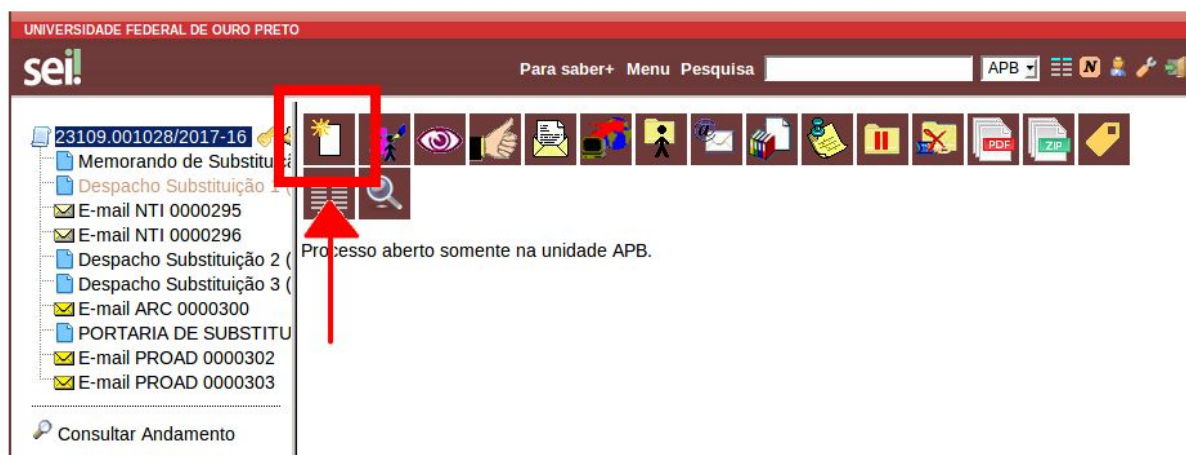 UNIVERSIDADE FEDERAL DE OURO PRETO
sei!
Para saber+ Menu Pesquisa APB N
23109.001028/2017-16
Memorando de Substituiçã
Despacho Substituição 1 (
E-mail NTI 0000295
E-mail NTI 0000296
Despacho Substituição 2 (
Despacho Substituição 3 (
E-mail ARC 0000300
PORTARIA DE SUBSTITU
E-mail PROAD 0000302
E-mail PROAD 0000303
Consultar Andamento
PDF
ZIP
Processo aberto somente na unidade APB.